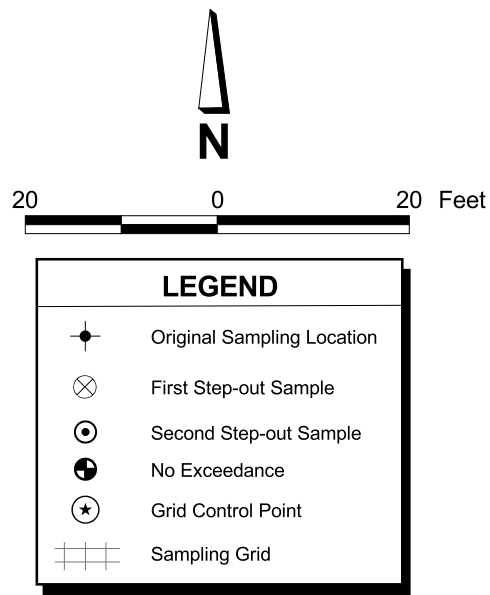 N
20 0 20 Feet
LEGEND
Original Sampling Location
First Step-out Sample
Second Step-out Sample
No Exceedance
Grid Control Point
Sampling Grid